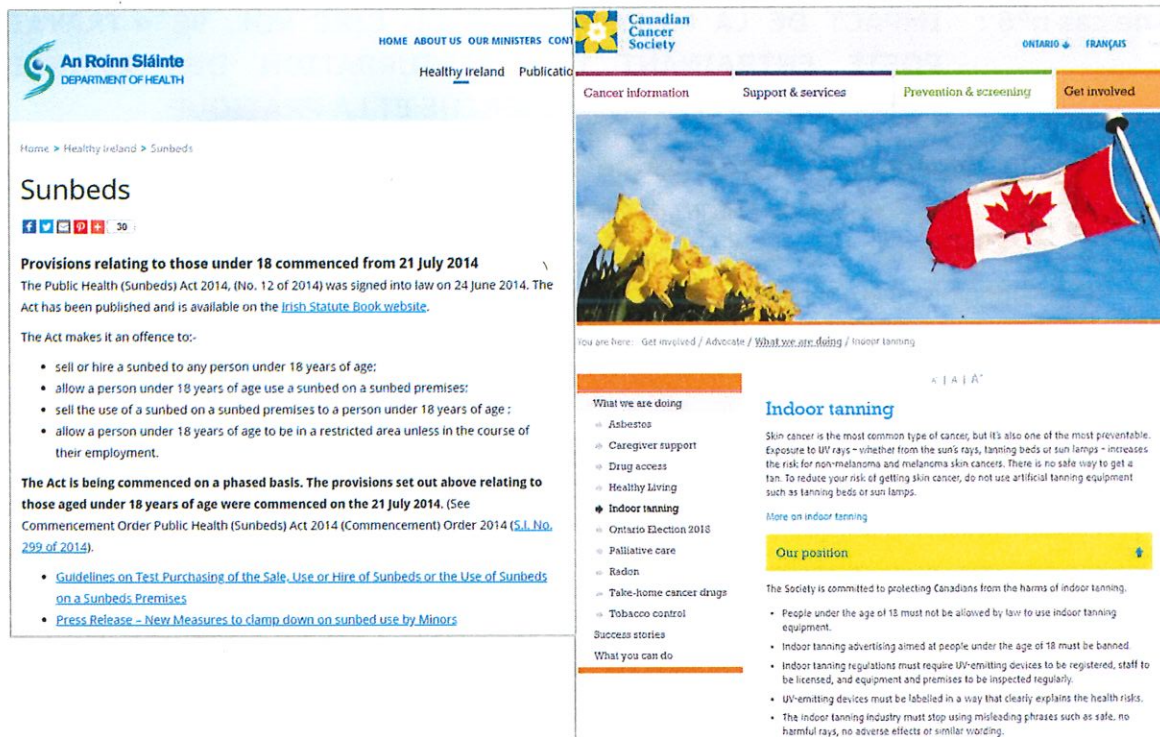 An Roinn Sláinte
DEPARTMENT OF HEALTH
HOME ABOUT US OUR MINISTERS CONT
Healthy Ireland Publicatio
Home > Healthy Ireland > Sunbeds
Sunbeds
30
Provisions relating to those under 18 commenced from 21 July 2014
The Public Health (Sunbeds) Act 2014, (No. 12 of 2014) was signed into law on 24 June 2014. The
Act has been published and is available on the Irish Statute Book website.
The Act makes it an offence to:-
• sell or hire a sunbed to any person under 18 years of age;
• allow a person under 18 years of age use a sunbed on a sunbed premises;
• sell the use of a sunbed on a sunbed premises to a person under 18 years of age ;
• allow a person under 18 years of age to be in a restricted area unless in the course of
their employment.
The Act is being commenced on a phased basis. The provisions set out above relating to
those aged under 18 years of age were commenced on the 21 July 2014. (See
Commencement Order Public Health (Sunbeds) Act 2014 (Commencement) Order 2014 (S.I. No.
299 of 2014).
• Guidelines on Test Purchasing of the Sale, Use or Hire of Sunbeds or the Use of Sunbeds
on a Sunbeds Premises
• Press Release – New Measures to clamp down on sunbed use by Minors
Canadian
Cancer
Society
ONTARIO FRANÇAIS
Cancer information Support & services Prevention & screening Get involved
You are here: Get involved / Advocate / What we are doing / Indoor tanning
What we are doing
Asbestos
Caregiver support
Drug access
Healthy Living
Indoor tanning
Ontario Election 2018
Palliative care
Radon
Take-home cancer drugs
Tobacco control
Success stories
What you can do
Indoor tanning
Skin cancer is the most common type of cancer, but it's also one of the most preventable.
Exposure to UV rays – whether from the sun's rays, tanning beds or sun lamps – increases
the risk for non-melanoma and melanoma skin cancers. There is no safe way to get a
tan. To reduce your risk of getting skin cancer, do not use artificial tanning equipment
such as tanning beds or sun lamps.
More on indoor tanning
Our position
The Society is committed to protecting Canadians from the harms of indoor tanning.
• People under the age of 18 must not be allowed by law to use indoor tanning
equipment.
• Indoor tanning advertising aimed at people under the age of 18 must be banned.
• Indoor tanning regulations must require UV-emitting devices to be registered, staff to
be licensed, and equipment and premises to be inspected regularly.
• UV-emitting devices must be labelled in a way that clearly explains the health risks.
• The indoor tanning industry must stop using misleading phrases such as safe, no
harmful rays, no adverse effects or similar wording.